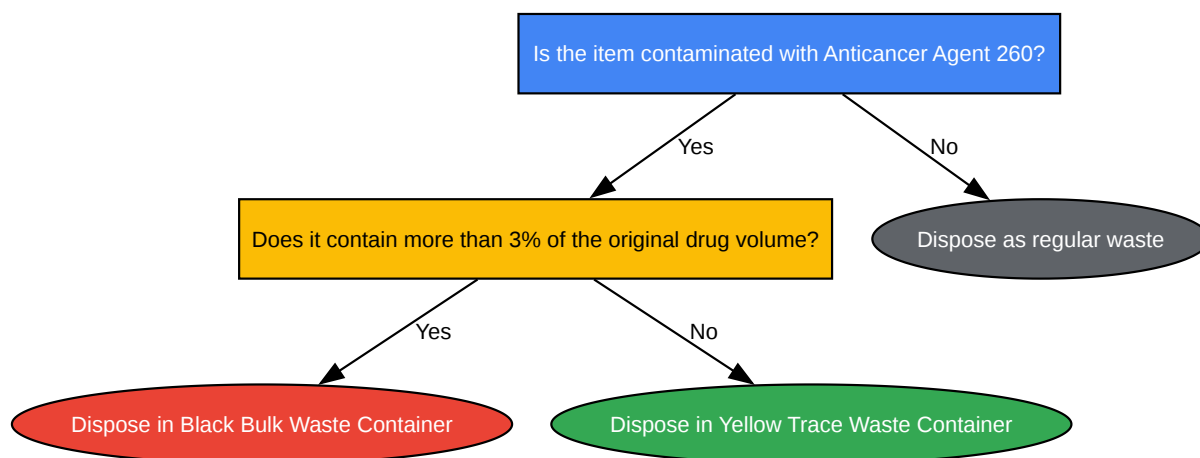 Is the item contaminated with Anticancer Agent 260?
Yes
No
Does it contain more than 3% of the original drug volume?
Dispose as regular waste
Yes
No
Dispose in Black Bulk Waste Container
Dispose in Yellow Trace Waste Container